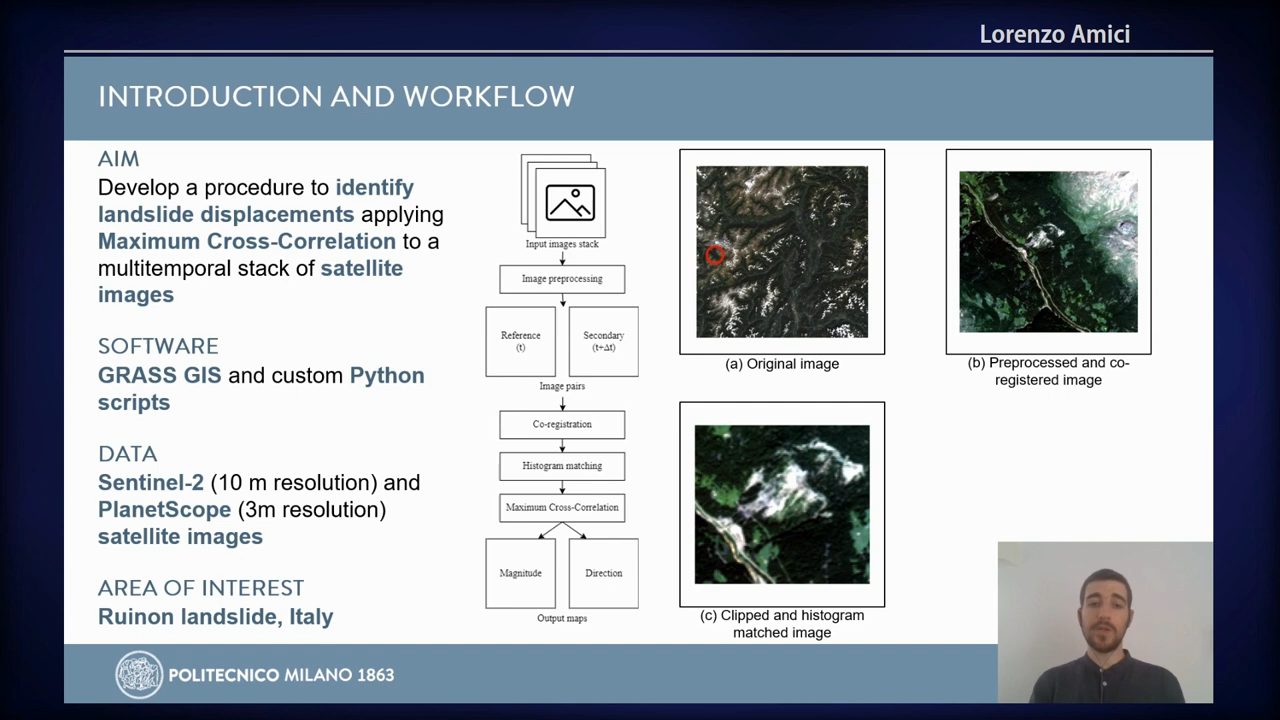 Lorenzo Amici
INTRODUCTION AND WORKFLOW
AIM
Develop a procedure to identify
landslide displacements applying
Maximum Cross-Correlation to a
multitemporal stack of satellite
images
SOFTWARE
GRASS GIS and custom Python
scripts
DATA
Sentinel-2 (10 m resolution) and
PlanetScope (3m resolution)
satellite images
AREA OF INTEREST
Ruinon landslide, Italy
Input images stack
Image preprocessing
Reference
(t)
Secondary
(t+Δt)
Image pairs
Co-registration
Histogram matching
Maximum Cross-Correlation
Magnitude
Direction
Output maps
(a) Original image
(b) Preprocessed and co-
registered image
(c) Clipped and histogram
matched image
POLITECNICO MILANO 1863